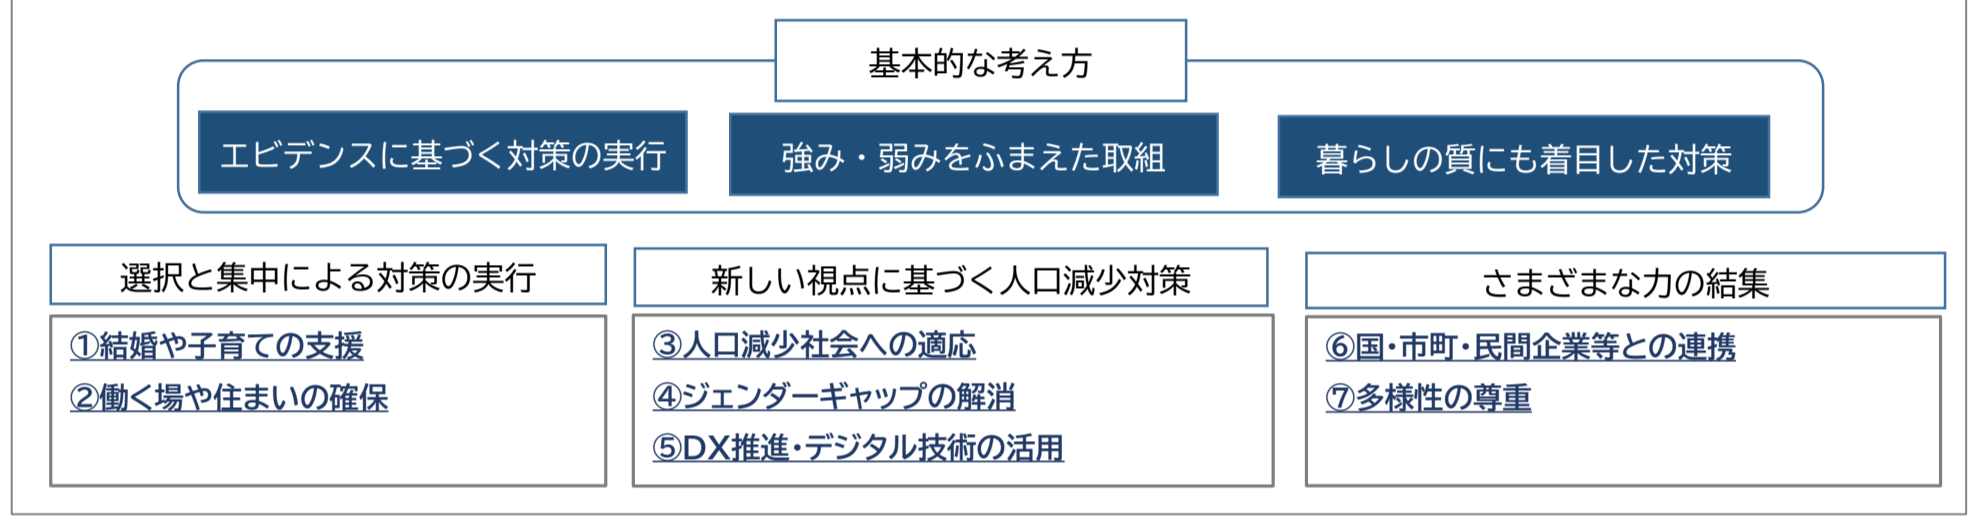 基本的な考え方
エビデンスに基づく対策の実行
強み・弱みをふまえた取組
暮らしの質にも着目した対策
選択と集中による対策の実行
①結婚や子育ての支援
②働く場や住まいの確保
新しい視点に基づく人口減少対策
③人口減少社会への適応
④ジェンダーギャップの解消
⑤DX推進・デジタル技術の活用
さまざまな力の結集
⑥国・市町・民間企業等との連携
⑦多様性の尊重